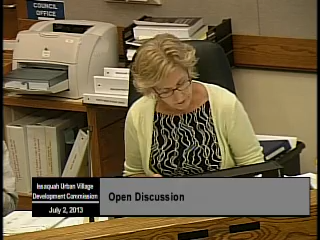 COUNCIL
OFFICE
Issaquah Urban Village
Development Commission
July 2, 2013
Open Discussion